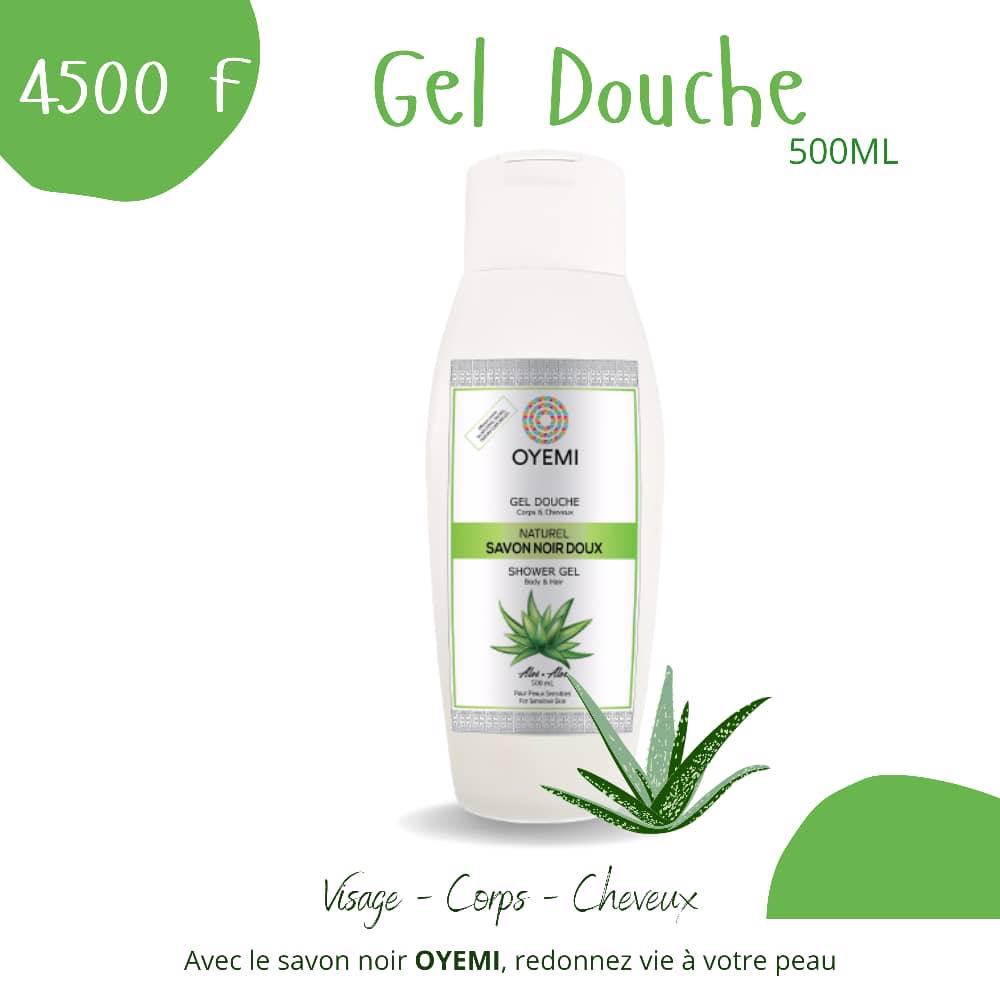 4500 F
Gel Douche
500ML
OYEMI
GEL DOUCHE
Corps & Cheveux
NATUREL
SAVON NOIR DOUX
SHOWER GEL
Body & Hair
Aloe - Aloe
500 mL
Pour Peaux Sensibles
For Sensitive Skin
Visage - Corps - Cheveux
Avec le savon noir OYEMI, redonnez vie à votre peau